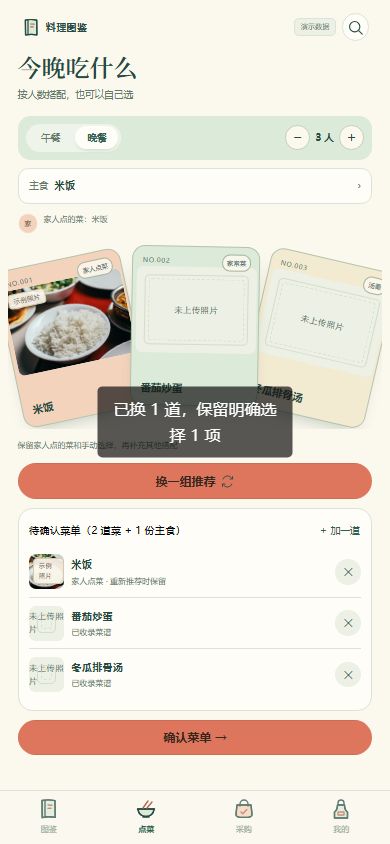 料理图鉴
演示数据
今晚吃什么
按人数搭配，也可以自己选
午餐
晚餐
− 3 人 +
主食 米饭 ›
家 家人点的菜：米饭
NO.001
家人点菜
示例照片
米饭
NO.002
家常菜
未上传照片
番茄炒蛋
NO.003
未上传照片
冬瓜排骨汤
已换 1 道，保留明确选
择 1 项
保留家人点的菜和手动选择，再补充其他
换一组推荐
待确认菜单（2 道菜 + 1 份主食）
+ 加一道
示例
照片
米饭
家人点菜 · 重新推荐时保留
未上传照
片
番茄炒蛋
已收录菜谱
未上传照
片
冬瓜排骨汤
已收录菜谱
确认菜单 →
图鉴
点菜
采购
我的